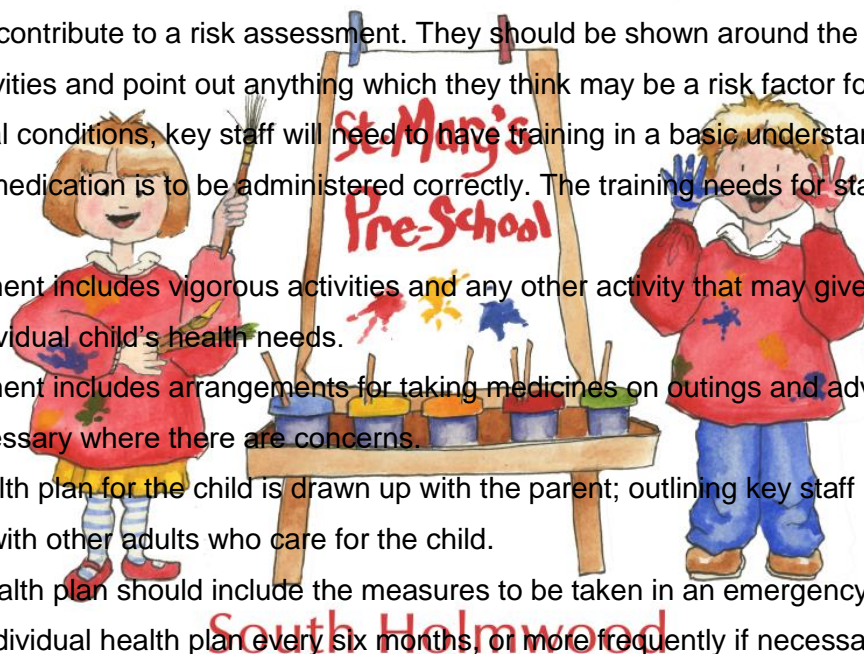 contribute to a risk assessment. They should be shown around the
vities and point out anything which they think may be a risk factor fo
al conditions, key staff will need to have training in a basic understan
St. Mary's
medication is to be administered correctly. The training needs for sta
Pre-School
ment includes vigorous activities and any other activity that may give
vidual child's health needs.
ment includes arrangements for taking medicines on outings and adv
essary where there are concerns.
lth plan for the child is drawn up with the parent; outlining key staff
with other adults who care for the child.
ealth plan should include the measures to be taken in an emergency
dividual health plan every six months, or more frequently if necessa
South Holmwood